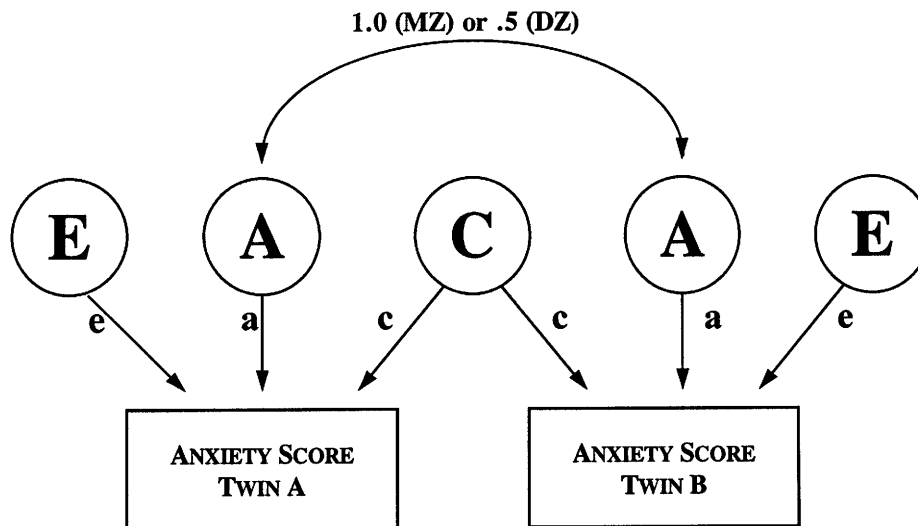 1.0 (MZ) or .5 (DZ)
E A C A E
e a c c a e
ANXIETY SCORE ANXIETY SCORE
TWIN A TWIN B